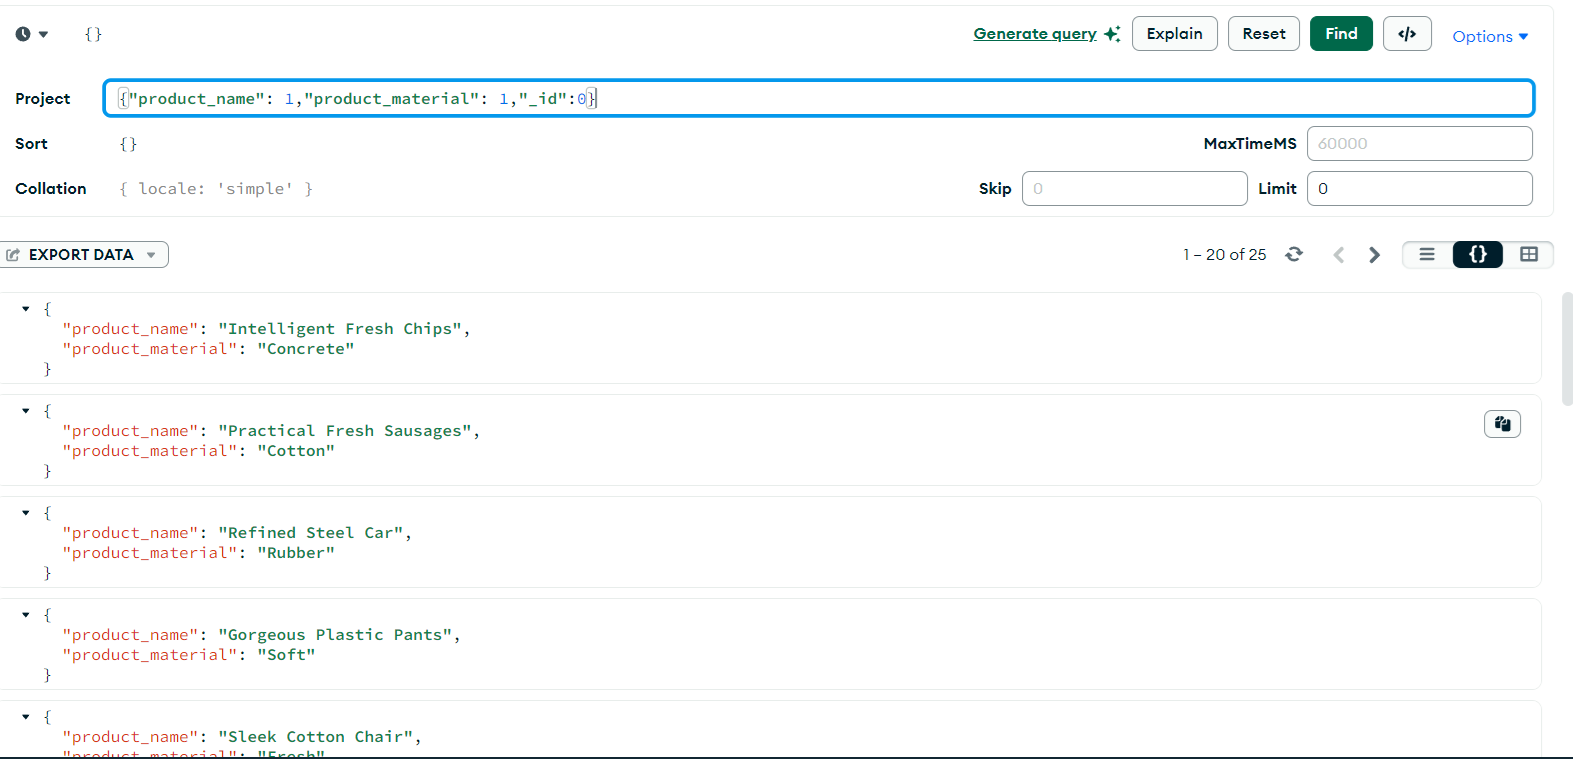 {}
Generate query
Explain
Reset
Find
</>
Options
Project
{"product_name": 1,"product_material": 1,"_id":0}
Sort
{}
MaxTimeMS
60000
Collation
{ locale: 'simple' }
Skip
0
Limit
0
EXPORT DATA
1 – 20 of 25
{}
{
"product_name": "Intelligent Fresh Chips",
"product_material": "Concrete"
}
{
"product_name": "Practical Fresh Sausages",
"product_material": "Cotton"
}
{
"product_name": "Refined Steel Car",
"product_material": "Rubber"
}
{
"product_name": "Gorgeous Plastic Pants",
"product_material": "Soft"
}
{
"product_name": "Sleek Cotton Chair",
"product_material": "Fresh"